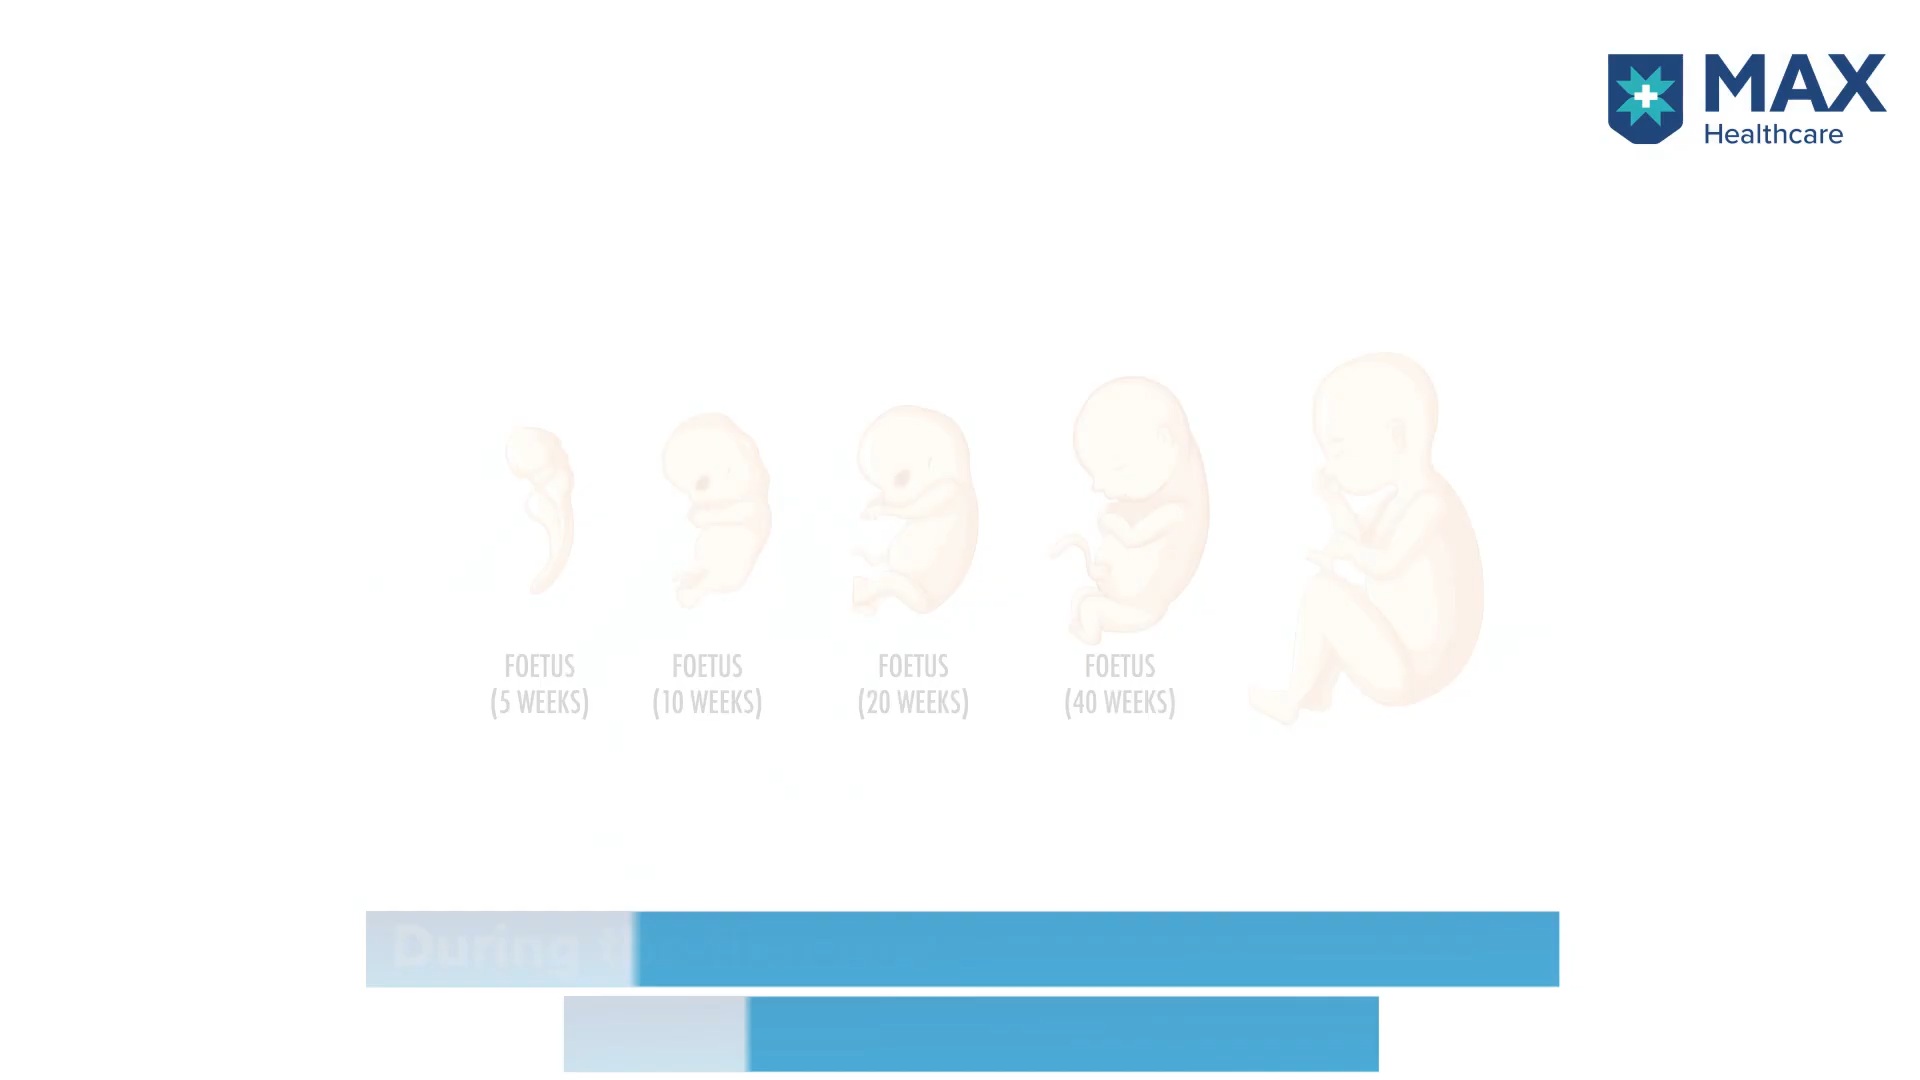 MAX
Healthcare
FOETUS
(5 WEEKS)
FOETUS
(10 WEEKS)
FOETUS
(20 WEEKS)
FOETUS
(40 WEEKS)
During